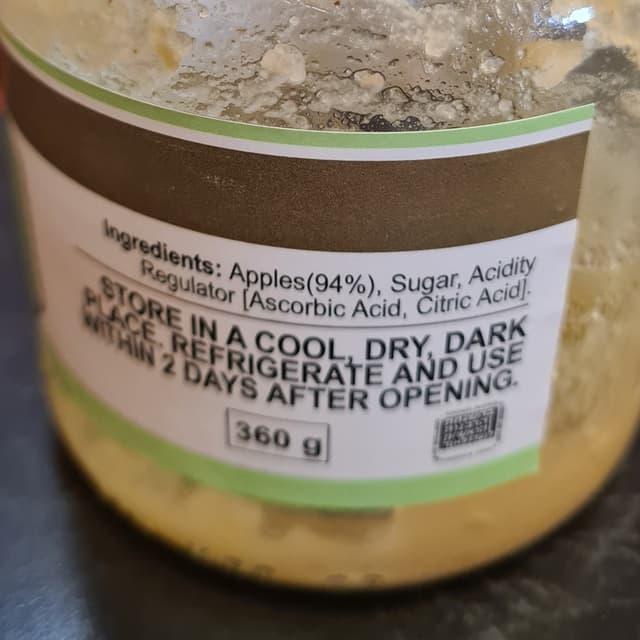 Ingredients: Apples(94%), Sugar, Acidity
Regulator [Ascorbic Acid, Citric Acid].
STORE IN A COOL, DRY, DARK
PLACE. REFRIGERATE AND USE
WITHIN 2 DAYS AFTER OPENING.
360 g